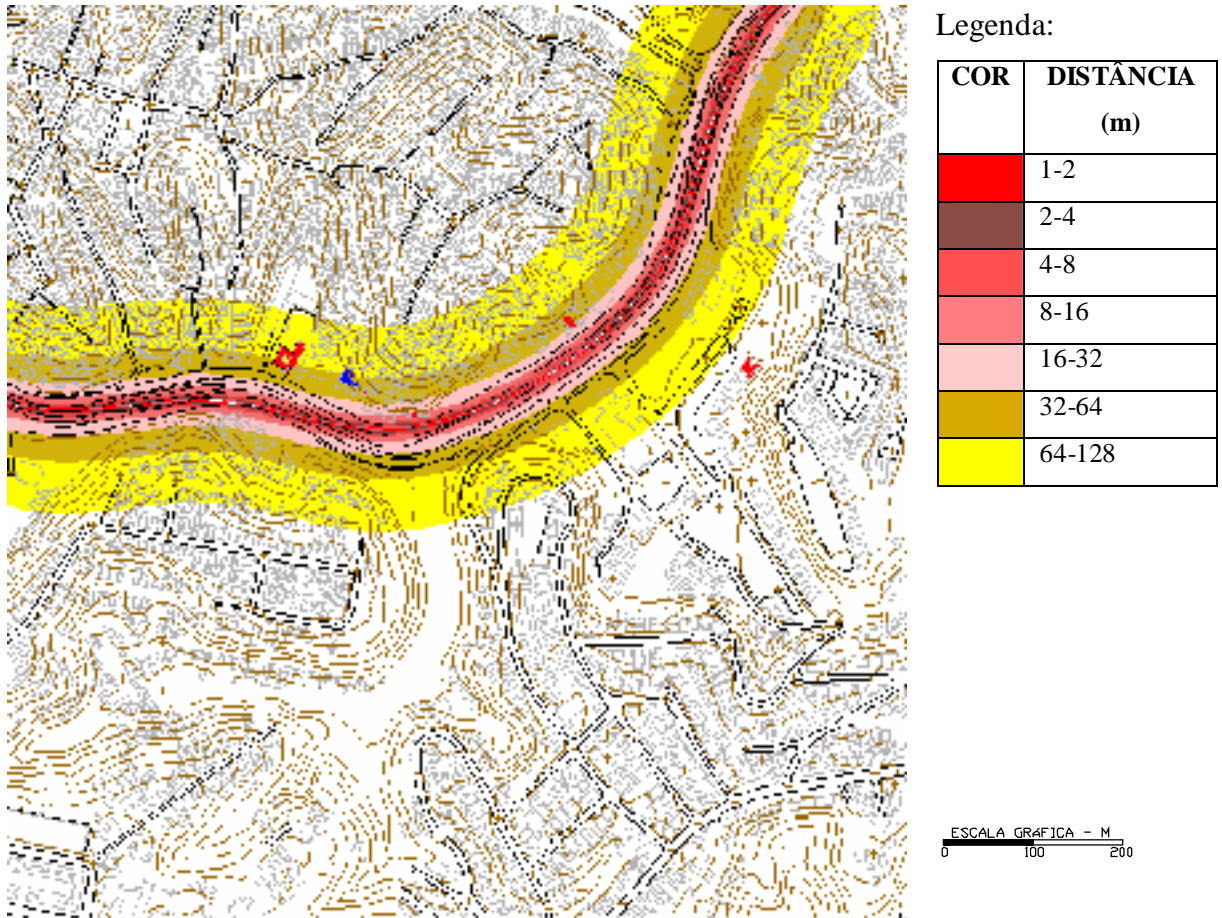 Legenda:
COR DISTÂNCIA
(m)
1-2
2-4
4-8
8-16
16-32
32-64
64-128
ESCALA GRÁFICA - M
0 100 200